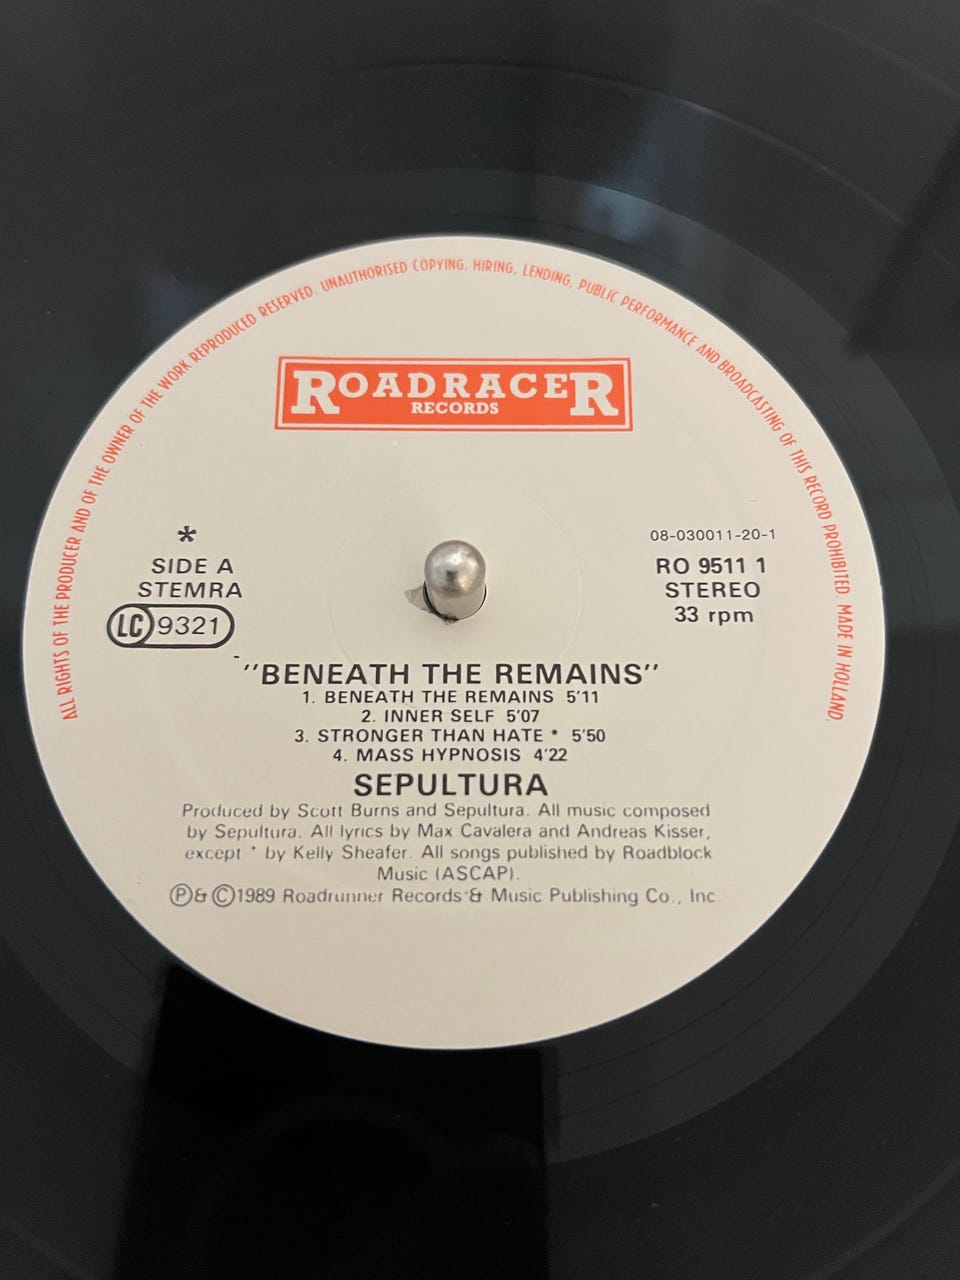 ALL RIGHTS OF THE PRODUCER AND OF THE OWNER OF THE WORK REPRODUCED RESERVED. UNAUTHORISED COPYING, HIRING, LENDING, PUBLIC PERFORMANCE AND BROADCASTING OF THIS RECORD PROHIBITED. MADE IN HOLLAND.
ROADRACER
RECORDS
*
SIDE A
STEMRA
LC 9321
08-030011-20-1
RO 9511 1
STEREO
33 rpm
"BENEATH THE REMAINS"
1. BENEATH THE REMAINS 5'11
2. INNER SELF 5'07
3. STRONGER THAN HATE * 5'50
4. MASS HYPNOSIS 4'22
SEPULTURA
Produced by Scott Burns and Sepultura. All music composed
by Sepultura. All lyrics by Max Cavalera and Andreas Kisser,
except * by Kelly Sheafer. All songs published by Roadblock
Music (ASCAP).
Ⓟ& ©1989 Roadrunner Records & Music Publishing Co., Inc.